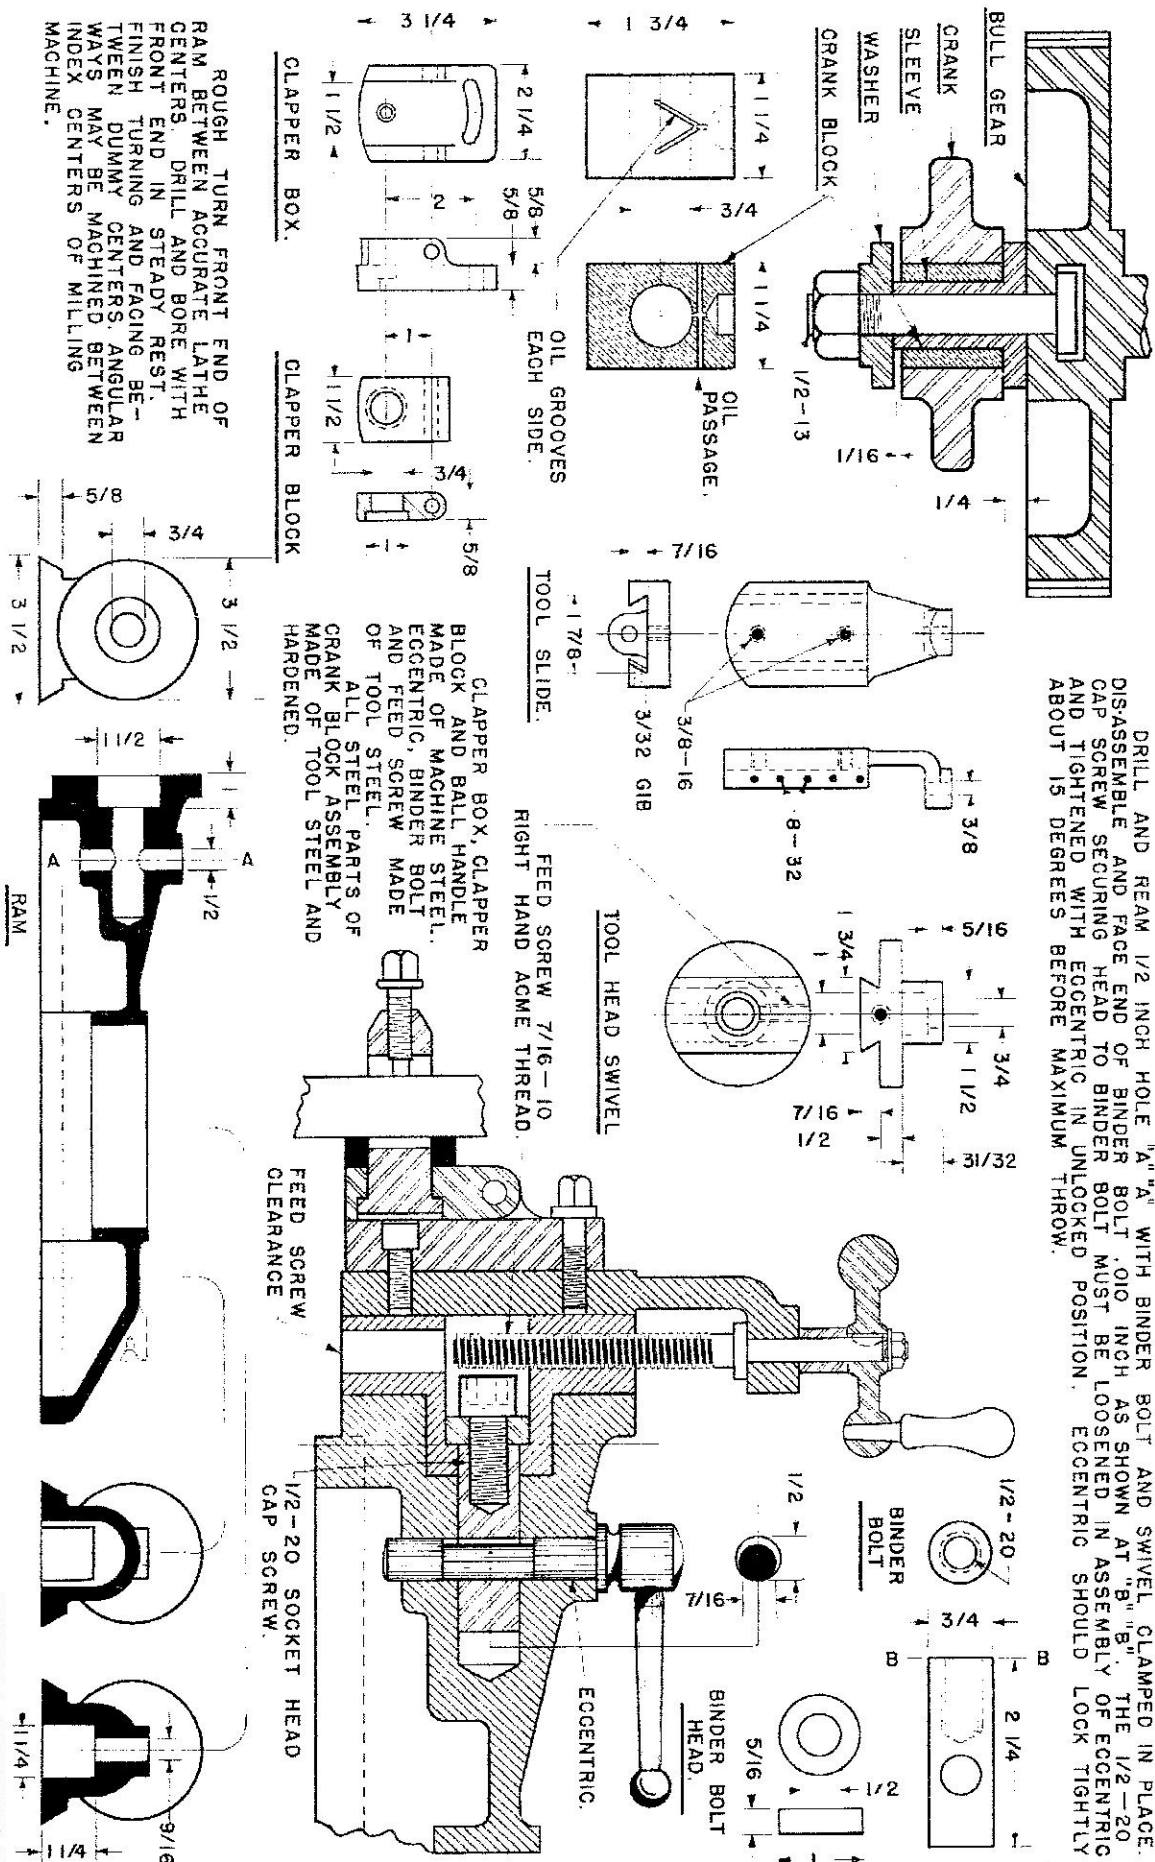 DRILL AND REAM 1/2 INCH HOLE "A" "A" WITH BINDER BOLT AND SWIVEL CLAMPED IN PLACE.
DIS-ASSEMBLE AND FACE END OF BINDER BOLT .010 INCH AS SHOWN AT "B" "B". THE 1/2—20
CAP SCREW SECURING HEAD TO BINDER BOLT MUST BE LOOSENED IN ASSEMBLY OF ECCENTRIC
AND TIGHTENED WITH ECCENTRIC IN UNLOCKED POSITION. ECCENTRIC SHOULD LOCK TIGHTLY
ABOUT 15 DEGREES BEFORE MAXIMUM THROW.
BULL GEAR
CRANK
SLEEVE
WASHER
CRANK BLOCK
1/2-13
1/16
1/4
1 3/4
1 1/4
3/4
1 1/4
OIL
PASSAGE.
OIL GROOVES
EACH SIDE.
3 1/4
2 1/4
1 1/2
2
5/8
5/8
CLAPPER BOX.
1
1 1/2
3/4
1
5/8
CLAPPER BLOCK
7/16
1 7/8
3/32 GIB
3/8-16
8-32
3/8
TOOL SLIDE.
5/16
3/4
1 1/2
1 3/4
1
7/16
1/2
31/32
TOOL HEAD SWIVEL
1/2-20
BINDER
BOLT
3/4
B
B
2 1/4
1/2
7/16
BINDER BOLT
HEAD.
5/16
1/2
1
ECCENTRIC.
FEED SCREW 7/16—10
RIGHT HAND ACME THREAD.
FEED SCREW
CLEARANCE
1/2-20 SOCKET HEAD
CAP SCREW.
CLAPPER BOX, CLAPPER
BLOCK AND BALL HANDLE
MADE OF MACHINE STEEL.
ECCENTRIC, BINDER BOLT
AND FEED SCREW MADE
OF TOOL STEEL.
ALL STEEL PARTS OF
CRANK BLOCK ASSEMBLY
MADE OF TOOL STEEL AND
HARDENED.
ROUGH TURN FRONT END OF
RAM BETWEEN ACCURATE LATHE
CENTERS. DRILL AND BORE WITH
FRONT END IN STEADY REST.
FINISH TURNING AND FACING BE-
TWEEN DUMMY CENTERS. ANGULAR
WAYS MAY BE MACHINED BETWEEN
INDEX CENTERS OF MILLING
MACHINE.
5/8
3/4
3 1/2
3 1/2
1 1/2
1
A
A
1/2
RAM
1 1/4
9/16
1 1/4